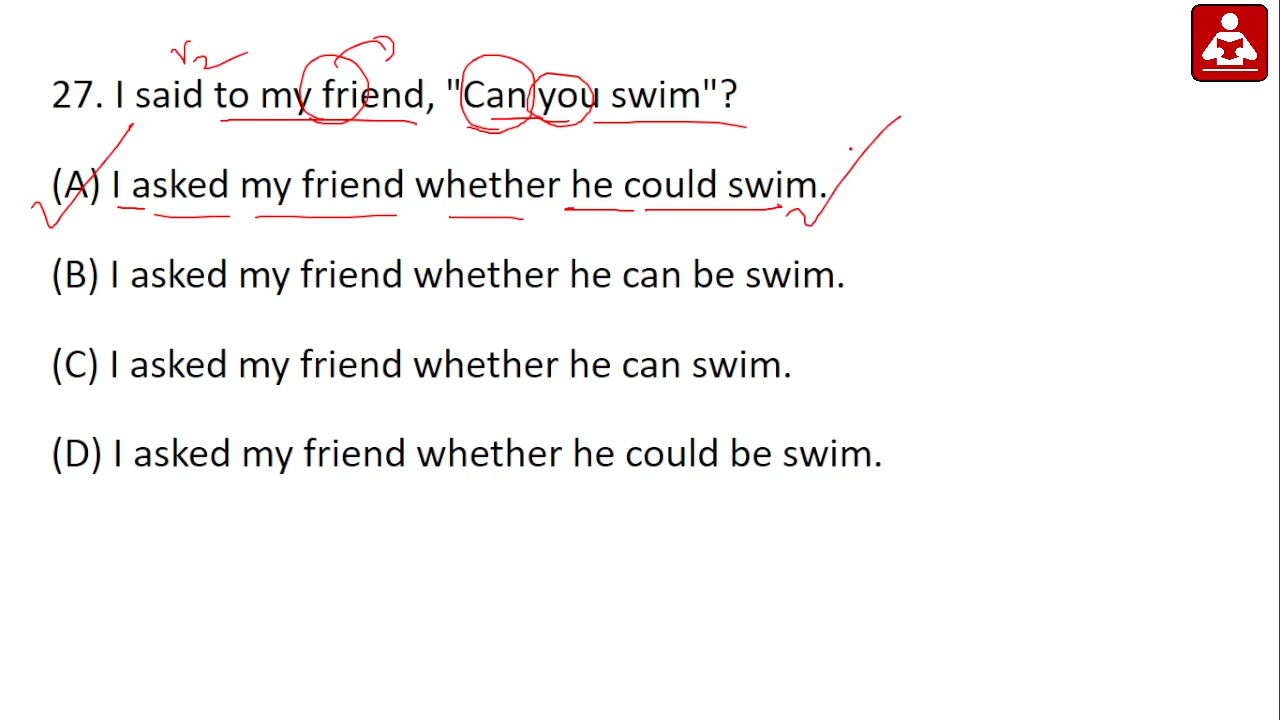 27. I said to my friend, "Can you swim"?
(A) I asked my friend whether he could swim.
(B) I asked my friend whether he can be swim.
(C) I asked my friend whether he can swim.
(D) I asked my friend whether he could be swim.